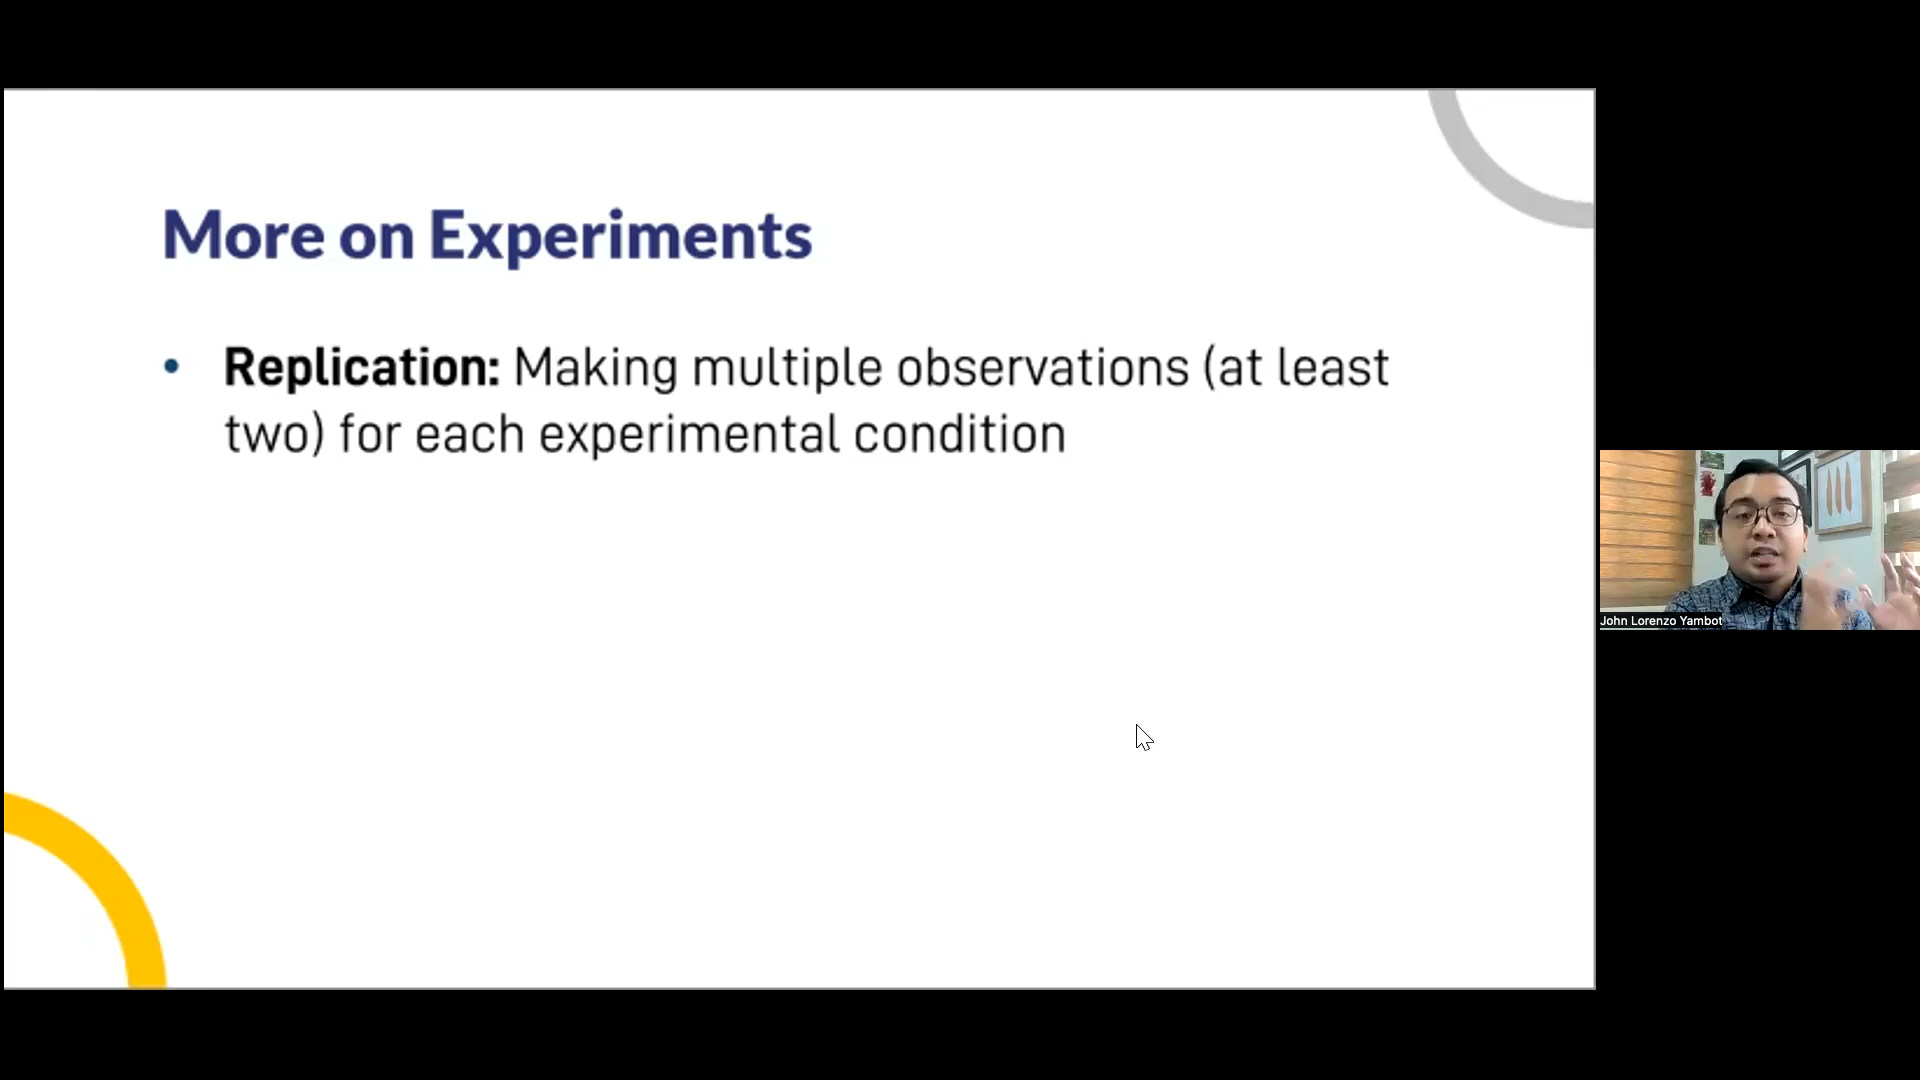 More on Experiments
• Replication: Making multiple observations (at least
two) for each experimental condition
John Lorenzo Yambot